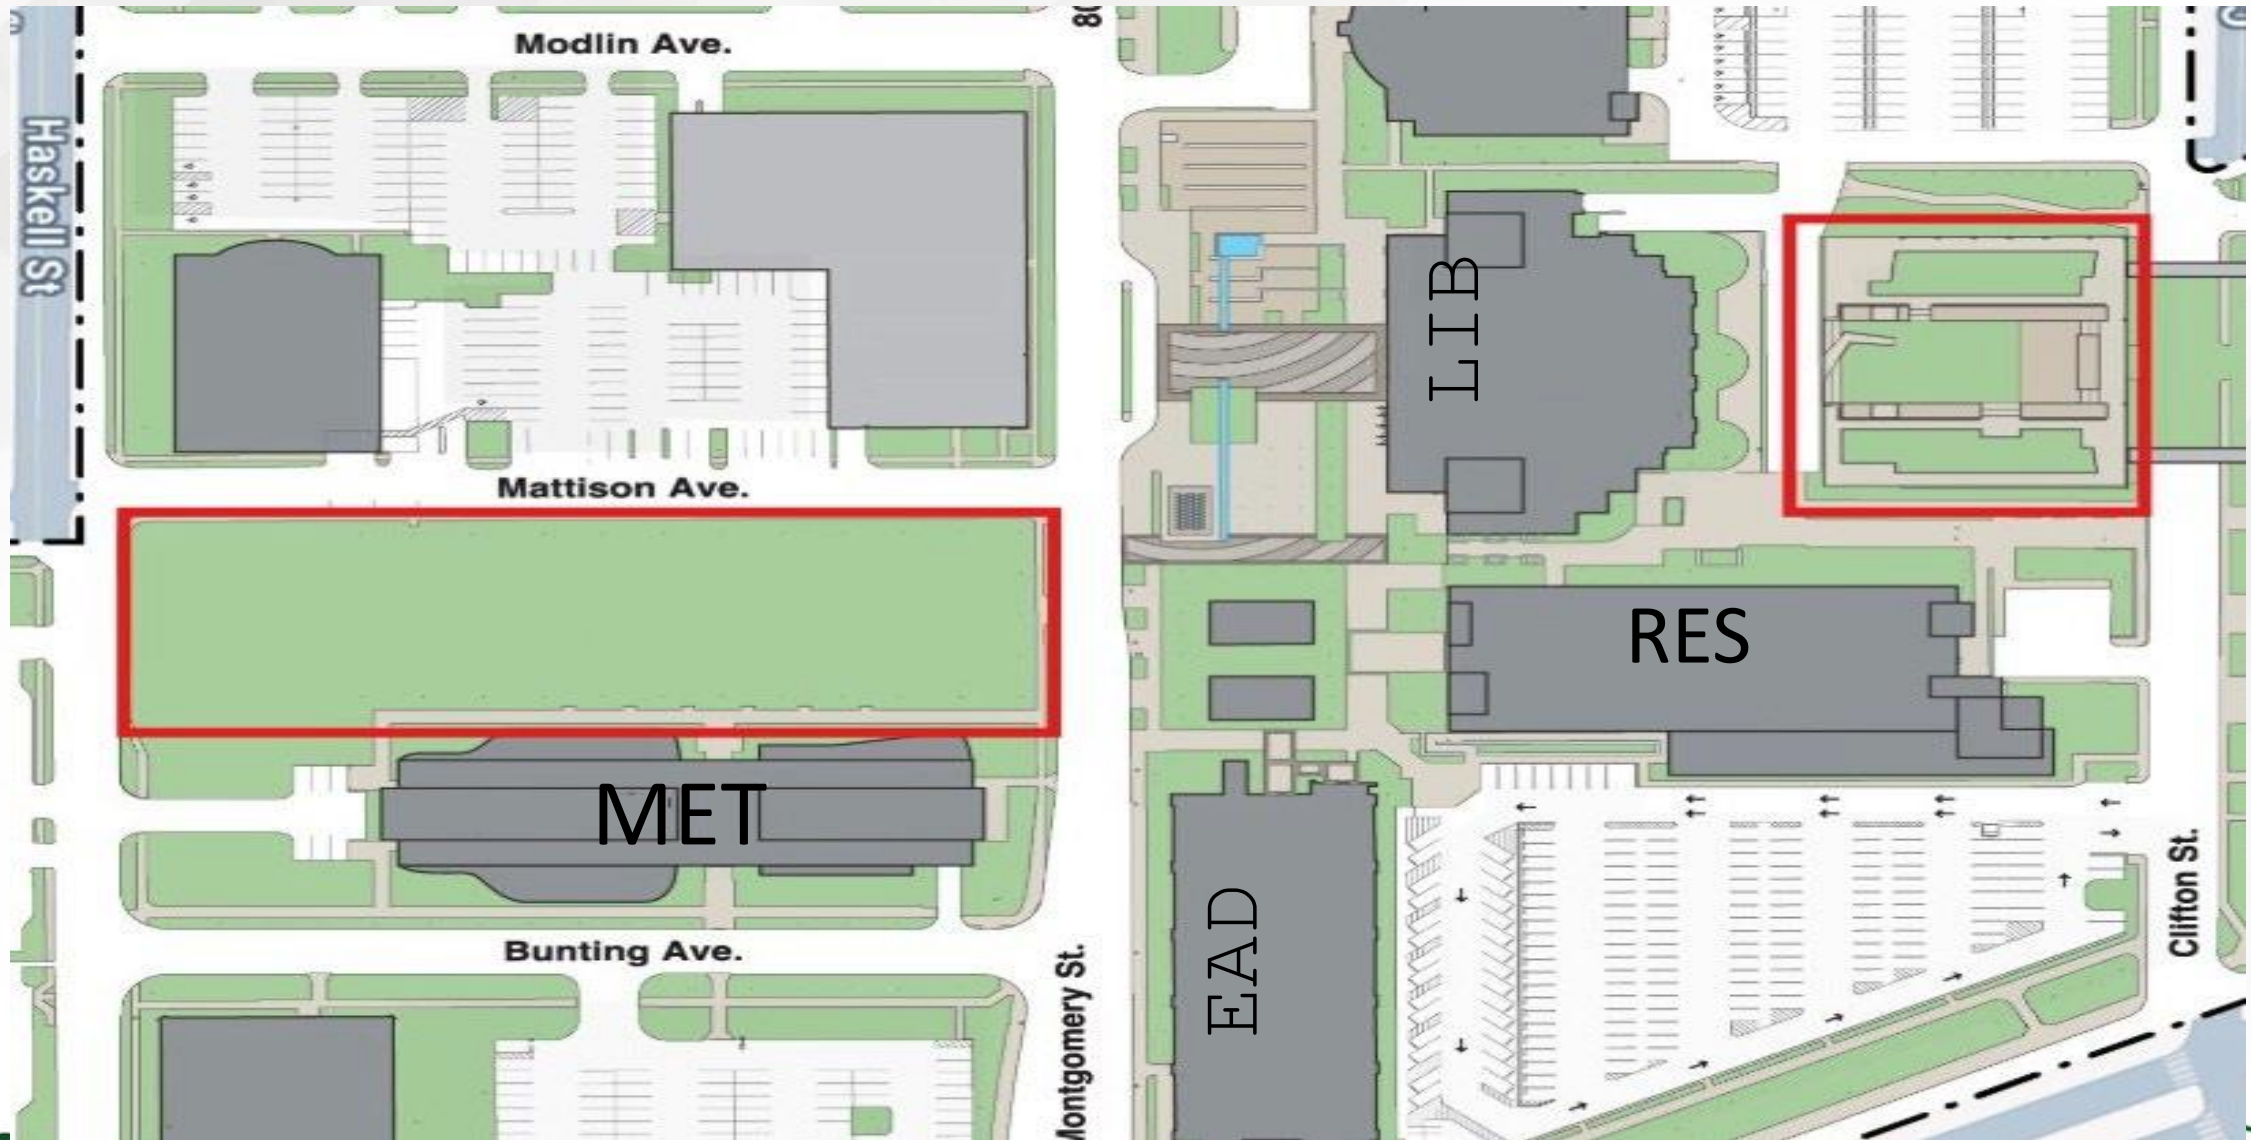 Modlin Ave.
Haskell St
LIB
Mattison Ave.
RES
MET
EAD
Bunting Ave.
Clifton St.
Montgomery St.